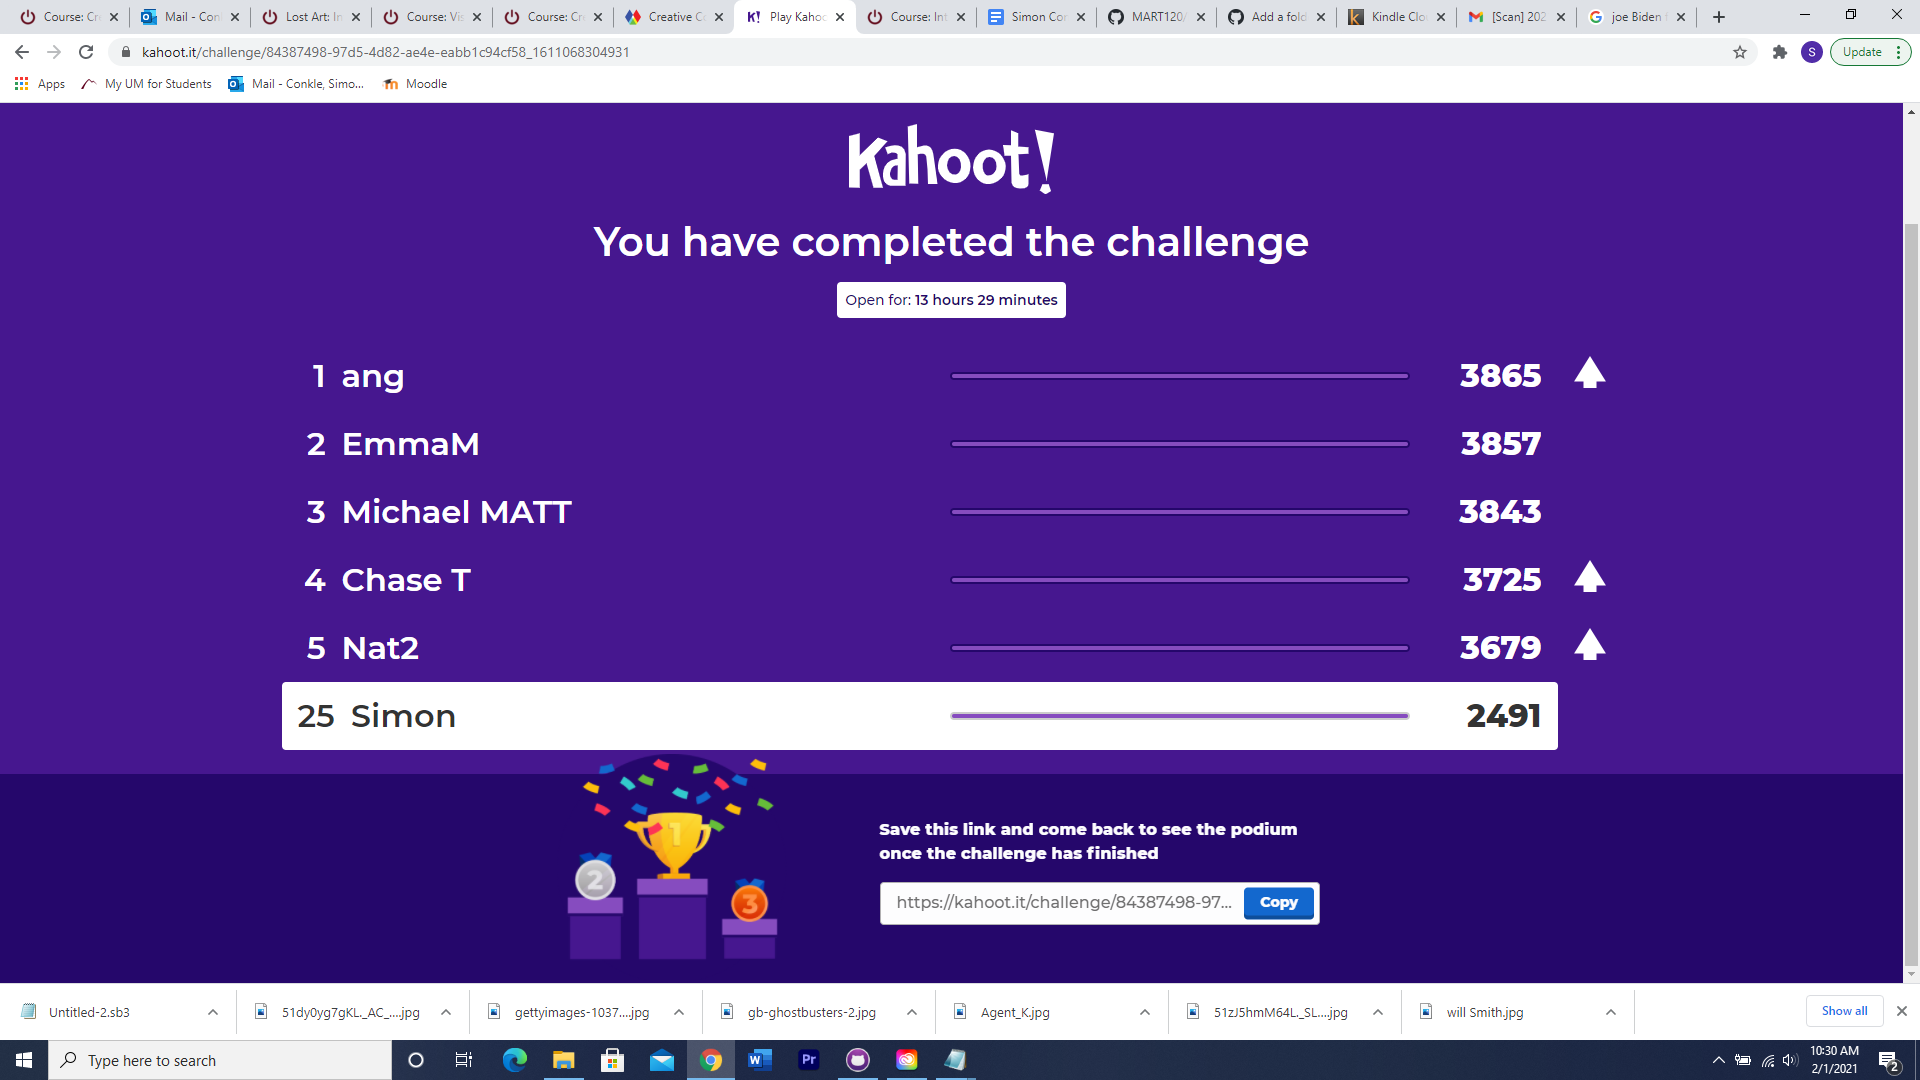 Course: Cr
Mail - Conl
Lost Art: In
Course: Vis
Course: Cre
Creative Co
Play Kahoo
Course: Int
Simon Con
MART120/
Add a fold
Kindle Clo
[Scan] 202
joe Biden
kahoot.it/challenge/84387498-97d5-4d82-ae4e-eabb1c94cf58_1611068304931
S
Update
Apps
My UM for Students
Mail - Conkle, Simo...
Moodle
Kahoot!
You have completed the challenge
Open for: 13 hours 29 minutes
1 ang 3865
2 EmmaM 3857
3 Michael MATT 3843
4 Chase T 3725
5 Nat2 3679
25 Simon 2491
1
2
3
Save this link and come back to see the podium
once the challenge has finished
https://kahoot.it/challenge/84387498-97... Copy
Untitled-2.sb3
51dy0yg7gKL._AC_....jpg
gettyimages-1037....jpg
gb-ghostbusters-2.jpg
Agent_K.jpg
51zJ5hmM64L._SL....jpg
will Smith.jpg
Show all
Type here to search
10:30 AM
2/1/2021
2